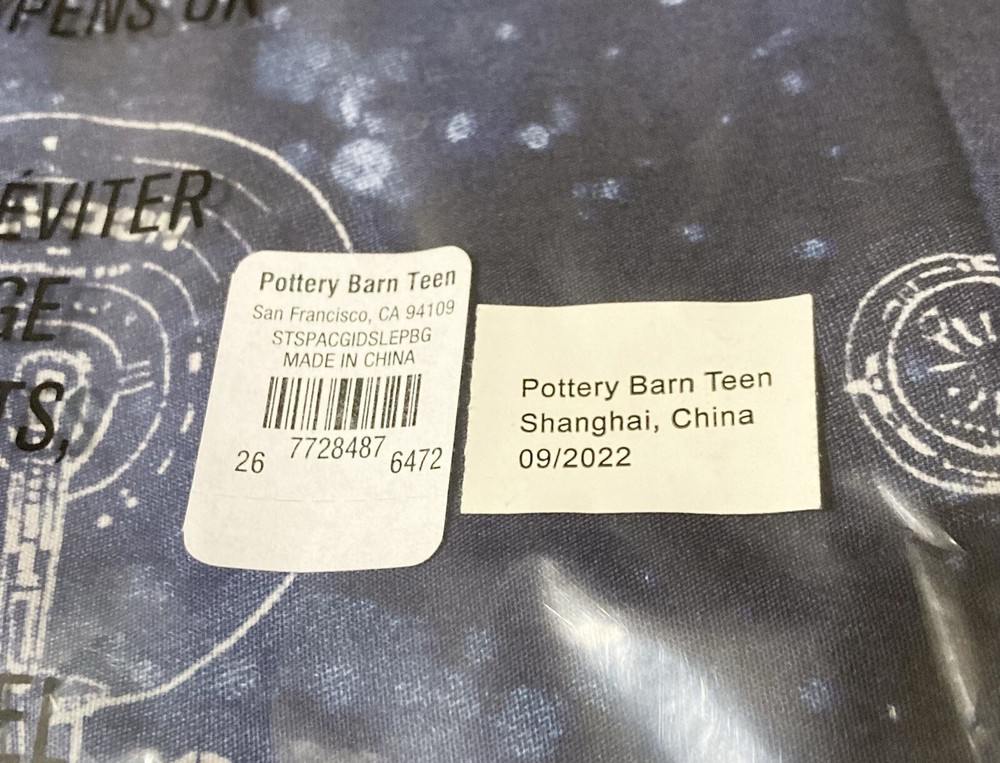 PENS OR
ÉVITER
GE
TS,
Pottery Barn Teen
San Francisco, CA 94109
STSPACGIDSLEPBG
MADE IN CHINA
26 7728487 6472
Pottery Barn Teen
Shanghai, China
09/2022